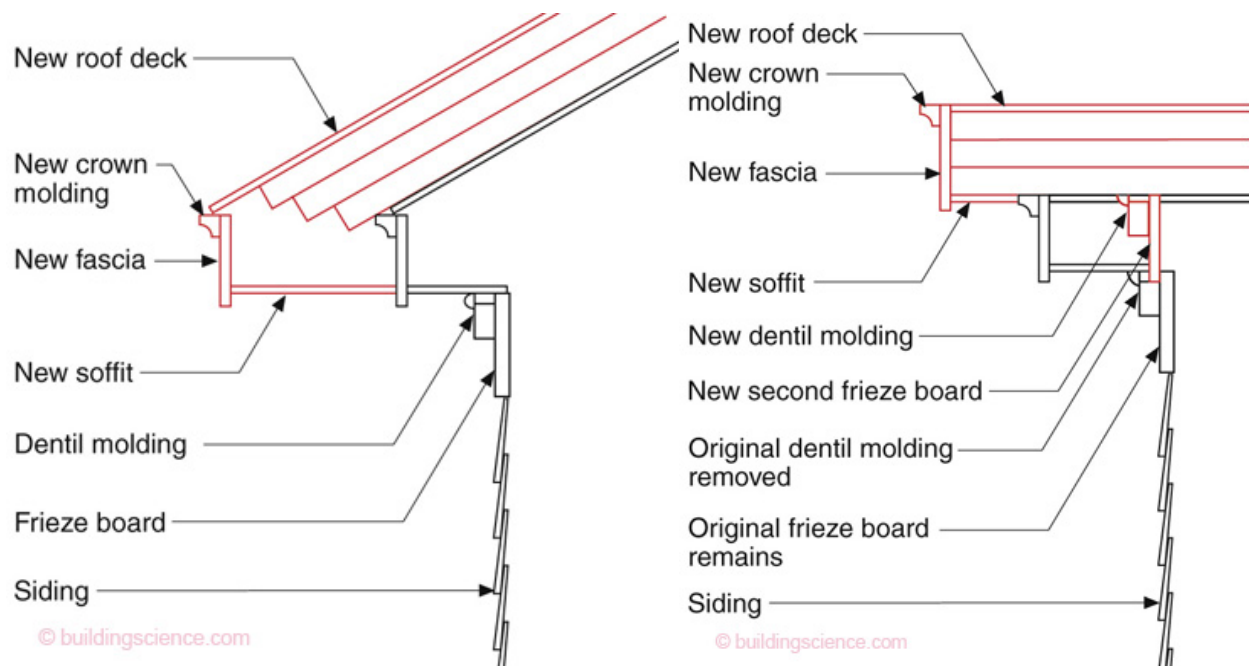 New roof deck
New crown
molding
New fascia
New soffit
Dentil molding
Frieze board
Siding
© buildingscience.com
New roof deck
New crown
molding
New fascia
New soffit
New dentil molding
New second frieze board
Original dentil molding
removed
Original frieze board
remains
Siding
© buildingscience.com